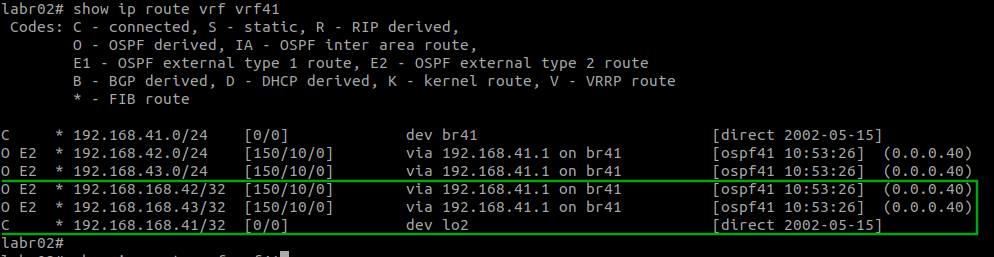 labr02# show ip route vrf vrf41
Codes: C - connected, S - static, R - RIP derived,
O - OSPF derived, IA - OSPF inter area route,
E1 - OSPF external type 1 route, E2 - OSPF external type 2 route
B - BGP derived, D - DHCP derived, K - kernel route, V - VRRP route
* - FIB route
C * 192.168.41.0/24 [0/0] dev br41 [direct 2002-05-15]
O E2 * 192.168.42.0/24 [150/10/0] via 192.168.41.1 on br41 [ospf41 10:53:26] (0.0.0.40)
O E2 * 192.168.43.0/24 [150/10/0] via 192.168.41.1 on br41 [ospf41 10:53:26] (0.0.0.40)
O E2 * 192.168.168.42/32 [150/10/0] via 192.168.41.1 on br41 [ospf41 10:53:26] (0.0.0.40)
O E2 * 192.168.168.43/32 [150/10/0] via 192.168.41.1 on br41 [ospf41 10:53:26] (0.0.0.40)
C * 192.168.168.41/32 [0/0] dev lo2 [direct 2002-05-15]
labr02#